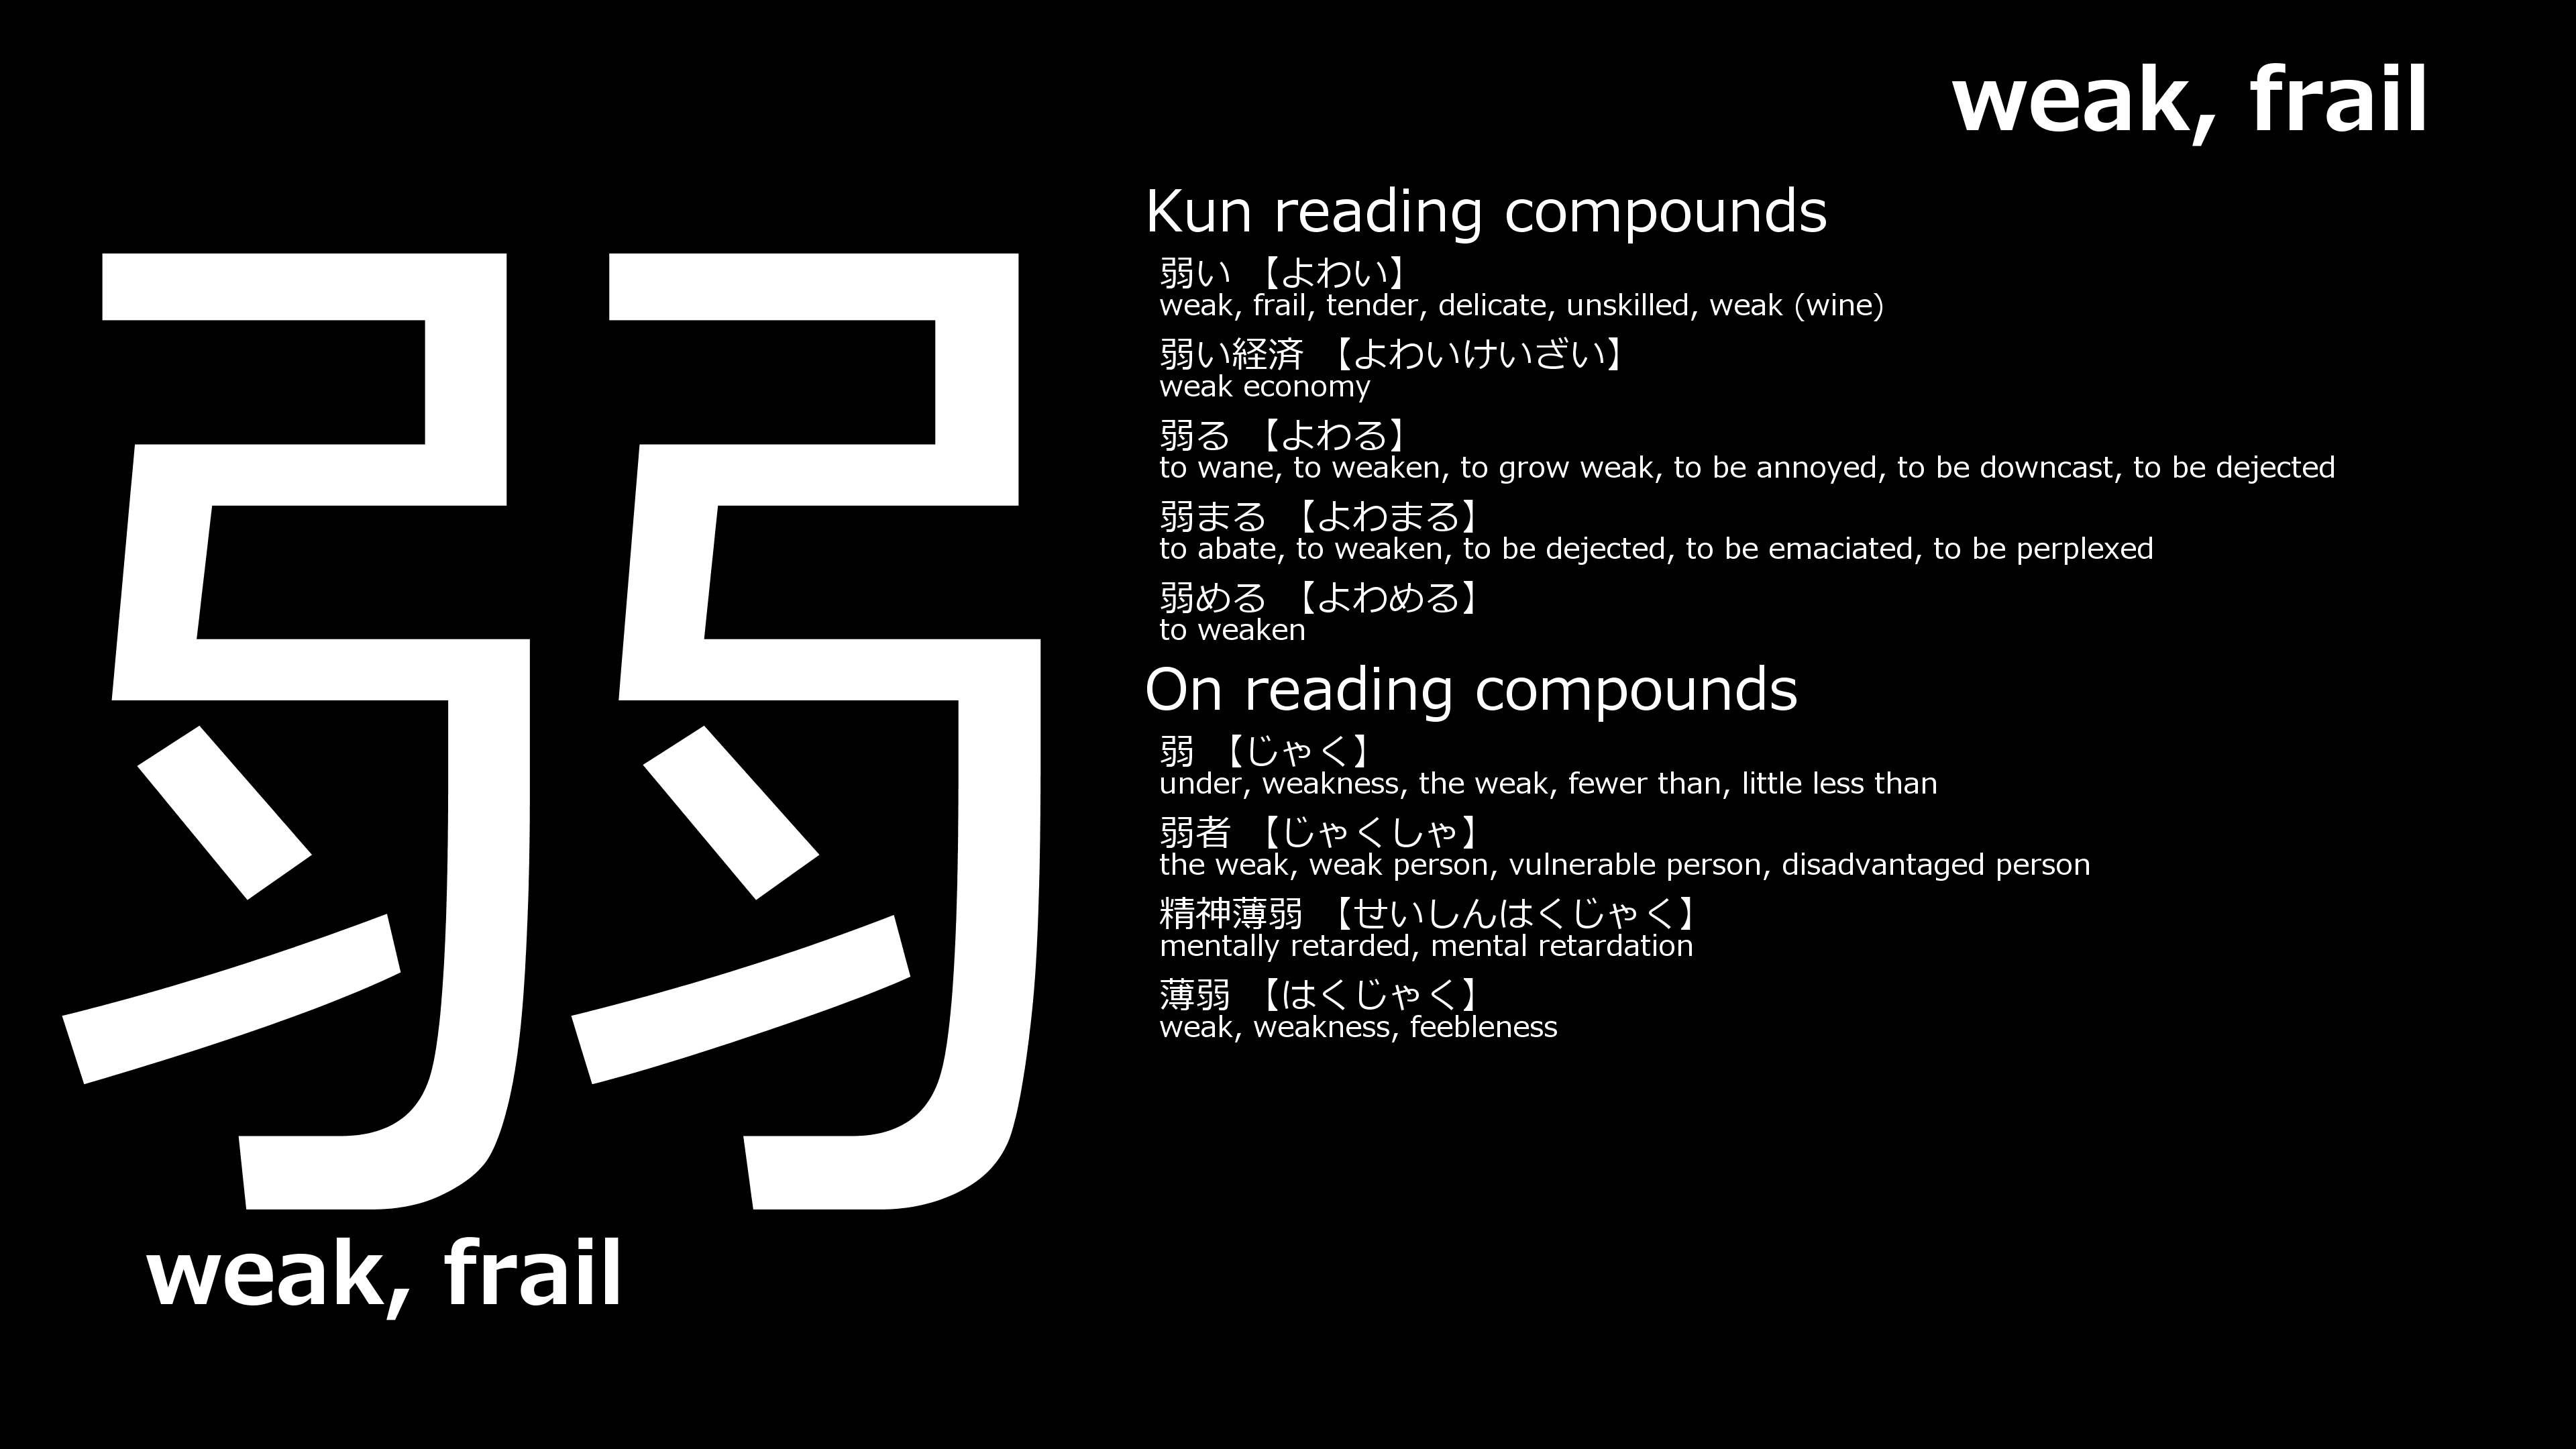 weak, frail
弱
weak, frail
Kun reading compounds
弱い 【よわい】
weak, frail, tender, delicate, unskilled, weak (wine)
弱い経済 【よわいけいざい】
weak economy
弱る 【よわる】
to wane, to weaken, to grow weak, to be annoyed, to be downcast, to be dejected
弱まる 【よわまる】
to abate, to weaken, to be dejected, to be emaciated, to be perplexed
弱める 【よわめる】
to weaken
On reading compounds
弱 【じゃく】
under, weakness, the weak, fewer than, little less than
弱者 【じゃくしゃ】
the weak, weak person, vulnerable person, disadvantaged person
精神薄弱 【せいしんはくじゃく】
mentally retarded, mental retardation
薄弱 【はくじゃく】
weak, weakness, feebleness